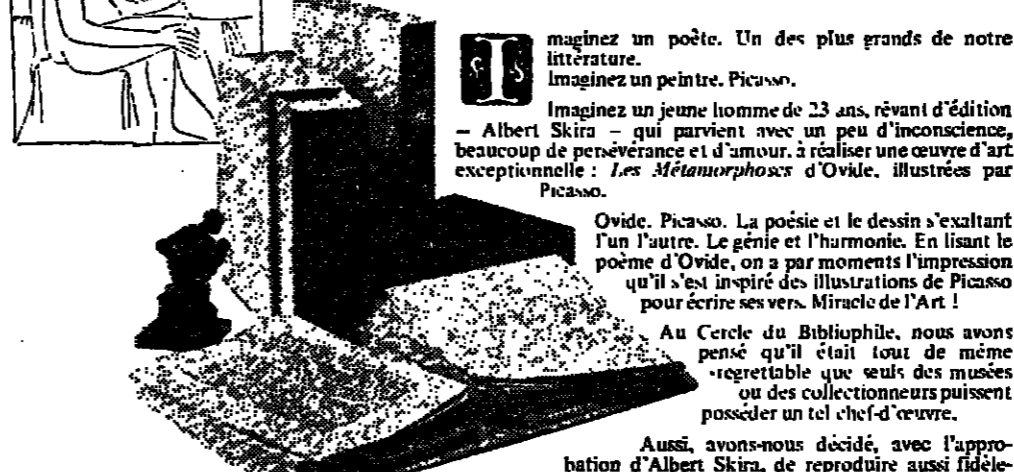 Imaginez un poète. Un des plus grands de notre
littérature.
Imaginez un peintre. Picasso.
Imaginez un jeune homme de 23 ans, rêvant d'édition
– Albert Skira – qui parvient avec un peu d'inconscience,
beaucoup de persévérance et d'amour, à réaliser une œuvre d'art
exceptionnelle : Les Métamorphoses d'Ovide, illustrées par
Picasso.
Ovide. Picasso. La poésie et le dessin s'exaltant
l'un l'autre. Le génie et l'harmonie. En lisant le
poème d'Ovide, on a par moments l'impression
qu'il s'est inspiré des illustrations de Picasso
pour écrire ses vers. Miracle de l'Art !
Au Cercle du Bibliophile, nous avons
pensé qu'il était tout de même
regrettable que seuls des musées
ou des collectionneurs puissent
posséder un tel chef-d'œuvre.
Aussi, avons-nous décidé, avec l'appro-
bation d'Albert Skira, de reproduire aussi fidèle-